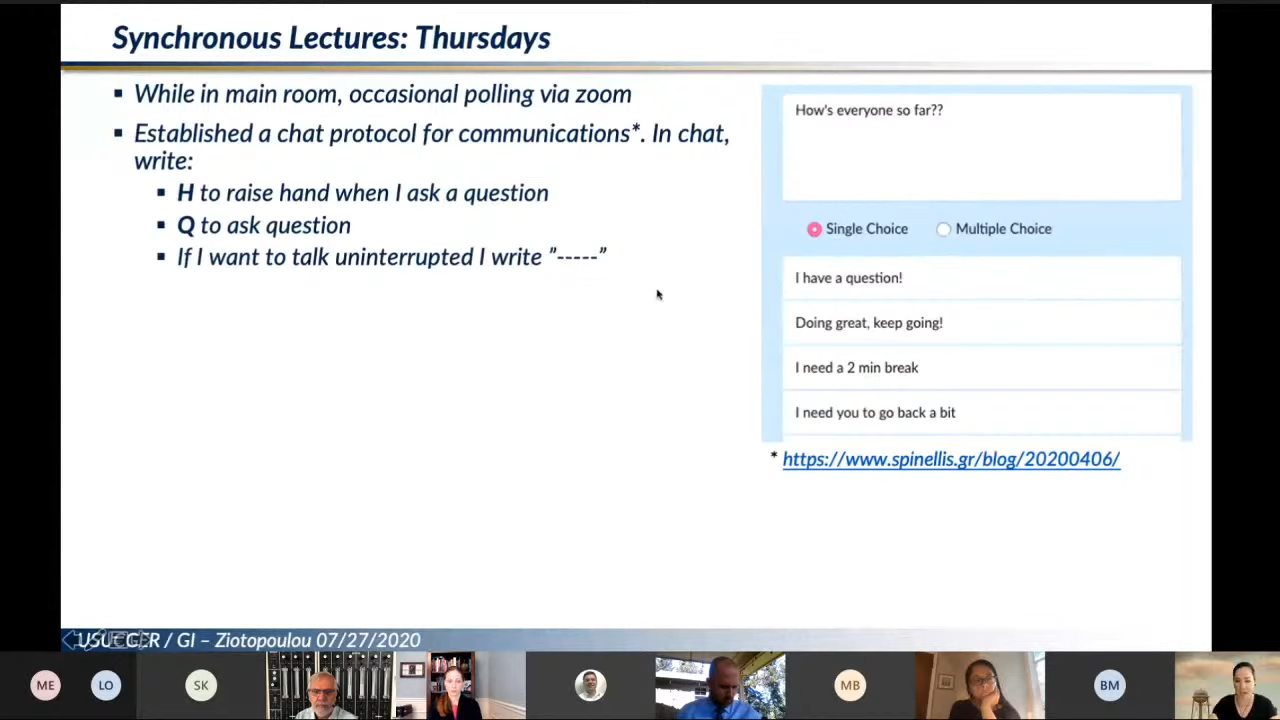 Synchronous Lectures: Thursdays
While in main room, occasional polling via zoom
Established a chat protocol for communications*. In chat,
write:
H to raise hand when I ask a question
Q to ask question
If I want to talk uninterrupted I write ”-----”
How's everyone so far??
Single Choice
Multiple Choice
I have a question!
Doing great, keep going!
I need a 2 min break
I need you to go back a bit
* https://www.spinellis.gr/blog/20200406/
/ GI – Ziotopoulou 07/27/2020
ME
LO
SK
MB
BM